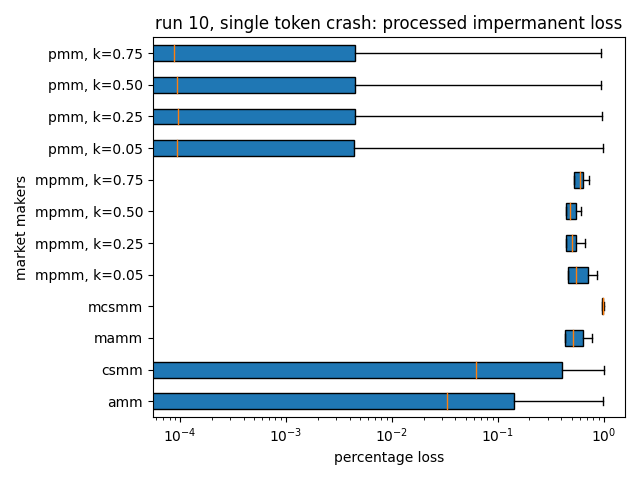 run 10, single token crash: processed impermanent loss
pmm, k=0.75
pmm, k=0.50
pmm, k=0.25
pmm, k=0.05
mpmm, k=0.75
mpmm, k=0.50
mpmm, k=0.25
mpmm, k=0.05
mcsmm
mamm
csmm
amm
market makers
10⁻⁴ 10⁻³ 10⁻² 10⁻¹ 10⁰
percentage loss